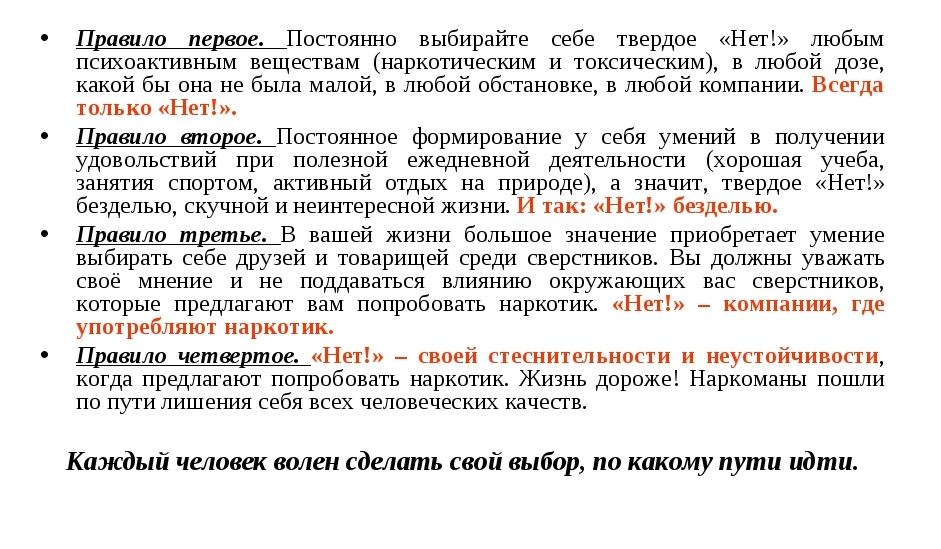 • Правило первое. Постоянно выбирайте себе твердое «Нет!» любым
психоактивным веществам (наркотическим и токсическим), в любой дозе,
какой бы она не была малой, в любой обстановке, в любой компании. Всегда
только «Нет!».
• Правило второе. Постоянное формирование у себя умений в получении
удовольствий при полезной ежедневной деятельности (хорошая учеба,
занятия спортом, активный отдых на природе), а значит, твердое «Нет!»
безделью, скучной и неинтересной жизни. И так: «Нет!» безделью.
• Правило третье. В вашей жизни большое значение приобретает умение
выбирать себе друзей и товарищей среди сверстников. Вы должны уважать
своё мнение и не поддаваться влиянию окружающих вас сверстников,
которые предлагают вам попробовать наркотик. «Нет!» – компании, где
употребляют наркотик.
• Правило четвертое. «Нет!» – своей стеснительности и неустойчивости,
когда предлагают попробовать наркотик. Жизнь дороже! Наркоманы пошли
по пути лишения себя всех человеческих качеств.
Каждый человек волен сделать свой выбор, по какому пути идти.